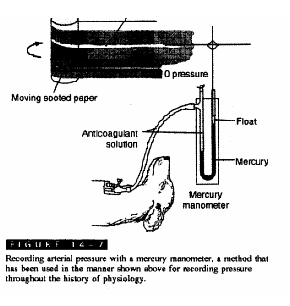 0 pressure
Moving sooted paper
Anticoagulant
solution
Float
Mercury
Mercury
manometer
FIGURE 14-7
Recording arterial pressure with a mercury manometer, a method that
has been used in the manner shown above for recording pressure
throughout the history of physiology.